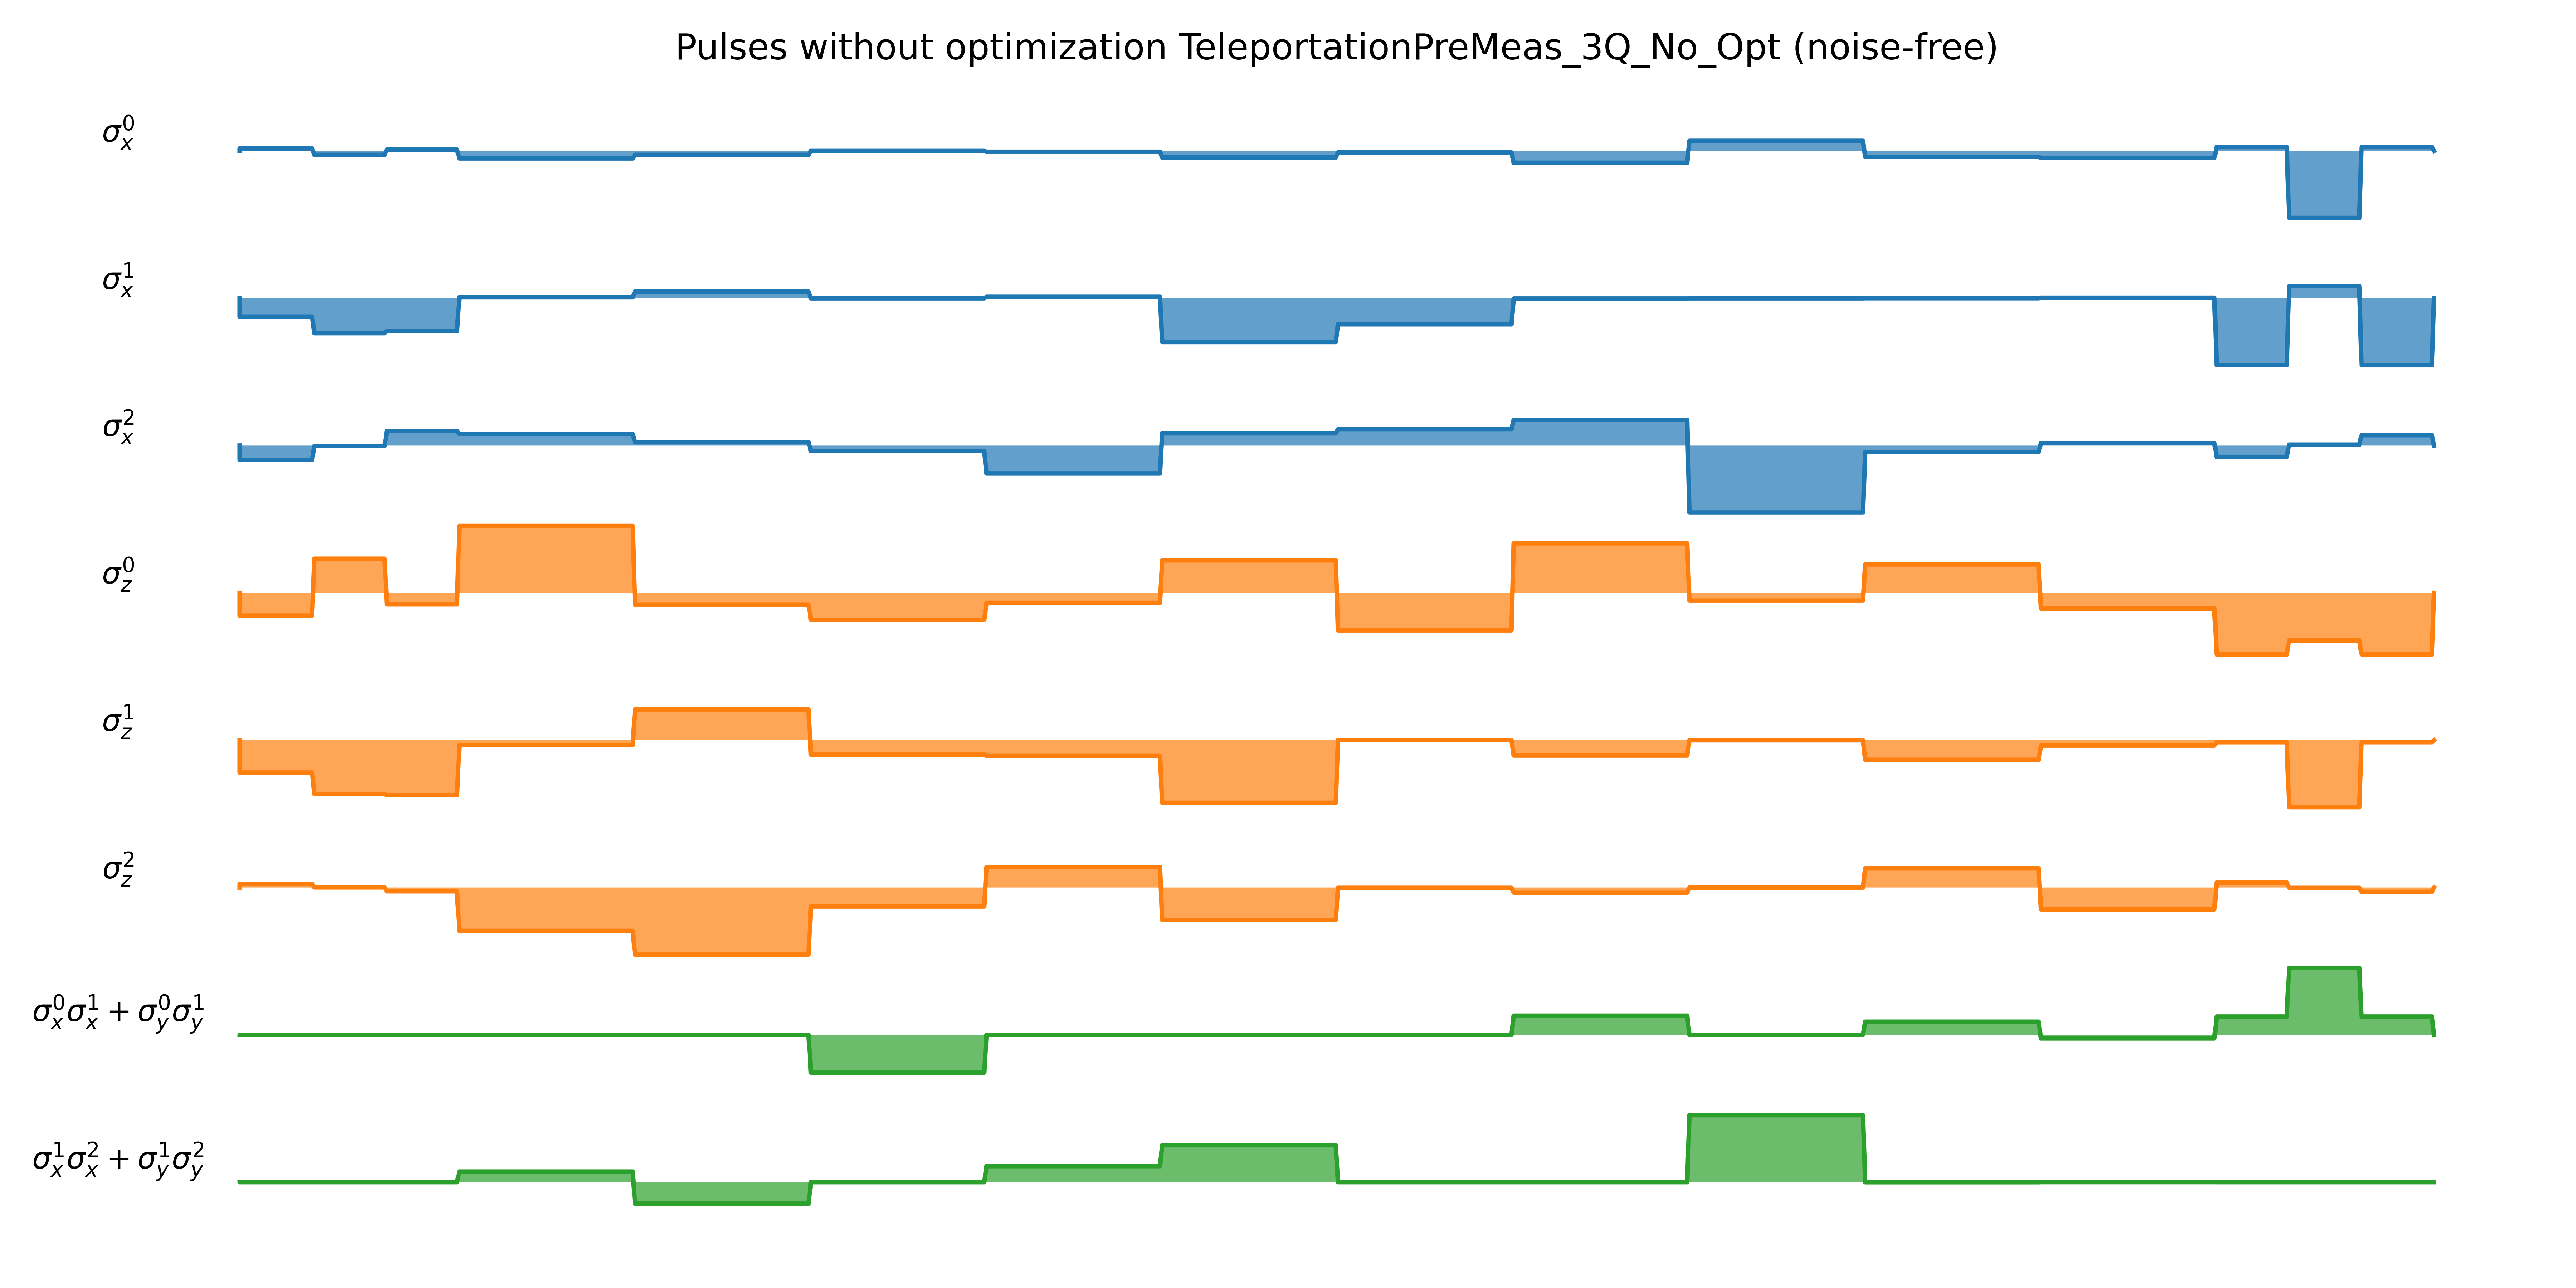 Pulses without optimization TeleportationPreMeas_3Q_No_Opt (noise-free)
σ_x^0
σ_x^1
σ_x^2
σ_z^0
σ_z^1
σ_z^2
σ_x^0σ_x^1 + σ_y^0σ_y^1
σ_x^1σ_x^2 + σ_y^1σ_y^2